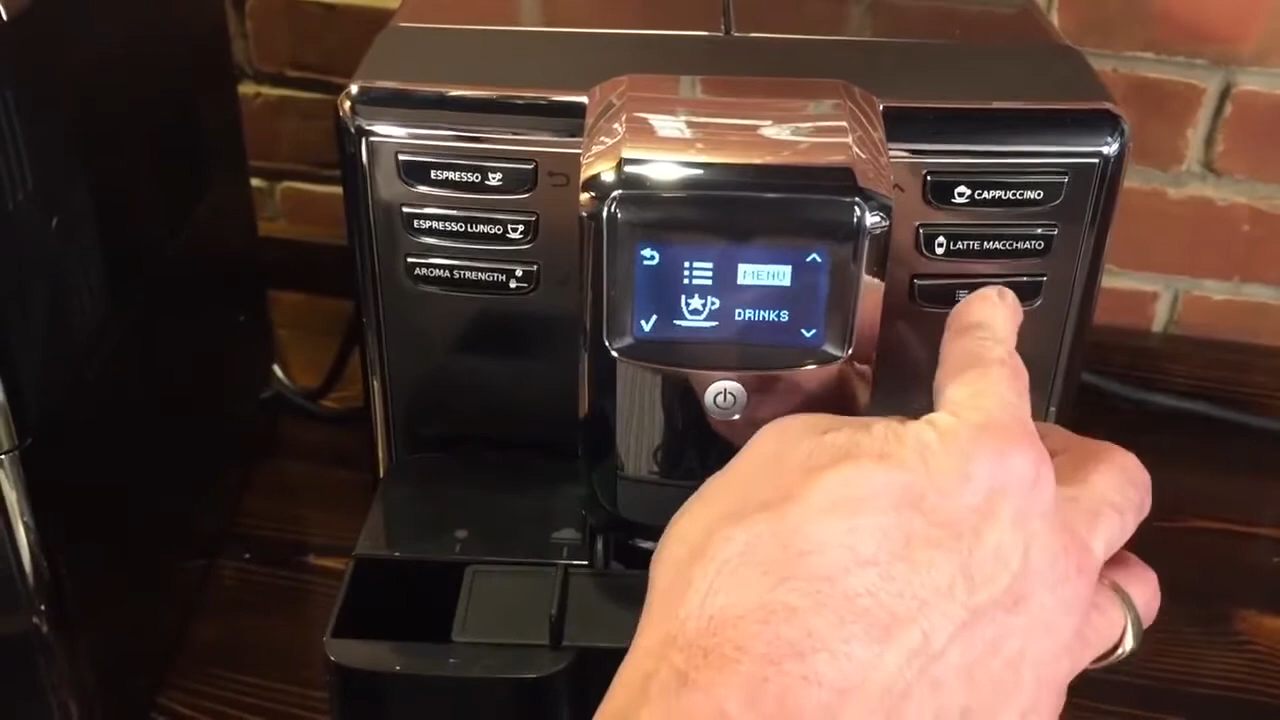 ESPRESSO
ESPRESSO LUNGO
AROMA STRENGTH
MENU
DRINKS
CAPPUCCINO
LATTE MACCHIATO